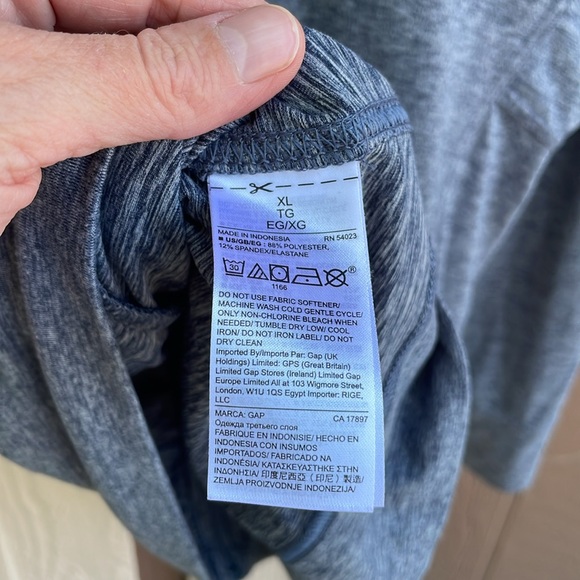 XL
TG
EG/XG
MADE IN INDONESIA RN 54023
■ US/GB/EG : 88% POLYESTER,
12% SPANDEX/ELASTANE
30
1166
®
DO NOT USE FABRIC SOFTENER/
MACHINE WASH COLD GENTLE CYCLE/
ONLY NON-CHLORINE BLEACH WHEN
NEEDED/ TUMBLE DRY LOW/ COOL
IRON/ DO NOT IRON LABEL/ DO NOT
DRY CLEAN
Imported By/Importe Par: Gap (UK
Holdings) Limited: GPS (Great Britain)
Limited Gap Stores (Ireland) Limited Gap
Europe Limited All at 103 Wigmore Street,
London, W1U 1QS Egypt Importer: RIGE,
LLC
MARCA: GAP CA 17897
Одежда третьего слоя
FABRIQUE EN INDONISIE/ HECHO EN
INDONESIA CON INSUMOS
IMPORTADOS/ FABRICADO NA
INDONÉSIA/ ΚΑΤΑΣΚΕΥΑΣΤΗΚΕ ΣΤΗΝ
ΙΝΔΟΝΗΣΙΑ/ 印度尼西亞（印尼）製造/
ZEMLJA PROIZVODNJE INDONEZIJA/